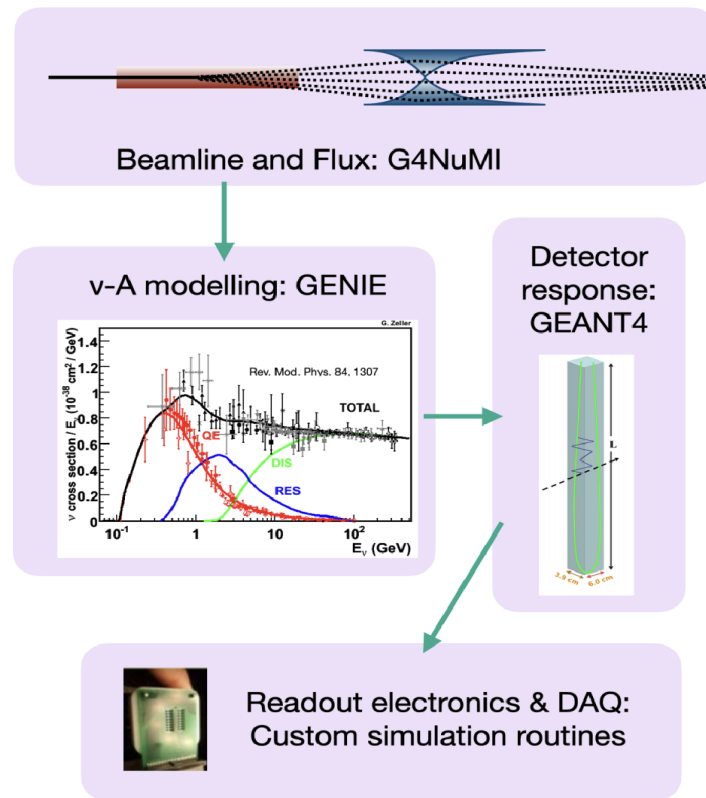 Beamline and Flux: G4NuMI
ν-A modelling: GENIE
G. Zeller
Rev. Mod. Phys. 84, 1307
TOTAL
QE
DIS
RES
ν cross section / Eν (10⁻³⁸ cm² / GeV)
1.4
1.2
1
0.8
0.6
0.4
0.2
0
10⁻¹
1
10
10²
Eν (GeV)
Detector
response:
GEANT4
L
3.9 cm
6.0 cm
Readout electronics & DAQ:
Custom simulation routines